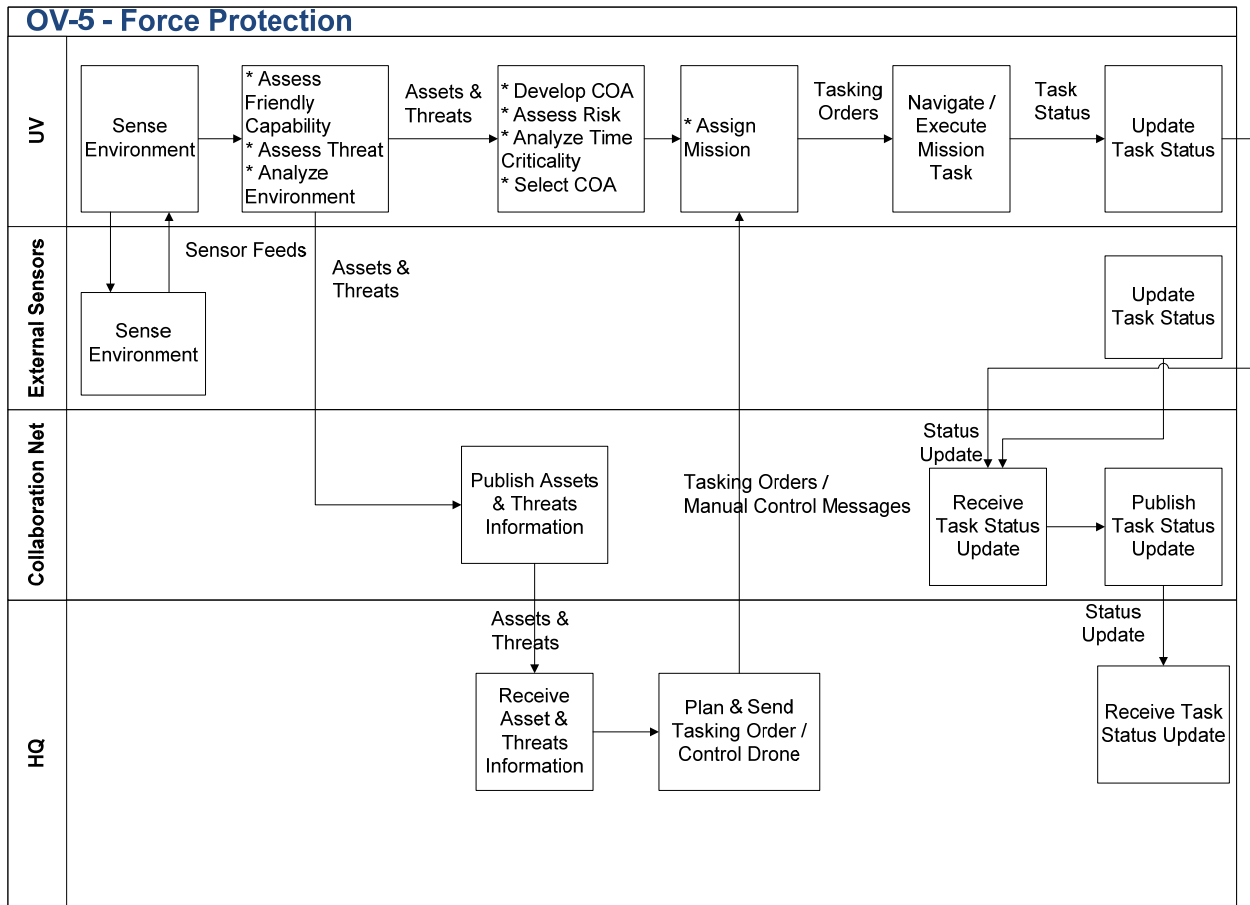 OV-5 - Force Protection
UV
Sense
Environment
* Assess
Friendly
Capability
* Assess Threat
* Analyze
Environment
Assets &
Threats
* Develop COA
* Assess Risk
* Analyze Time
Criticality
* Select COA
* Assign
Mission
Tasking
Orders
Navigate /
Execute
Mission
Task
Task
Status
Update
Task Status
External Sensors
Sensor Feeds
Sense
Environment
Assets &
Threats
Update
Task Status
Collaboration Net
Publish Assets
& Threats
Information
Tasking Orders /
Manual Control Messages
Status
Update
Receive
Task Status
Update
Publish
Task Status
Update
HQ
Assets &
Threats
Receive
Asset &
Threats
Information
Plan & Send
Tasking Order /
Control Drone
Status
Update
Receive Task
Status Update